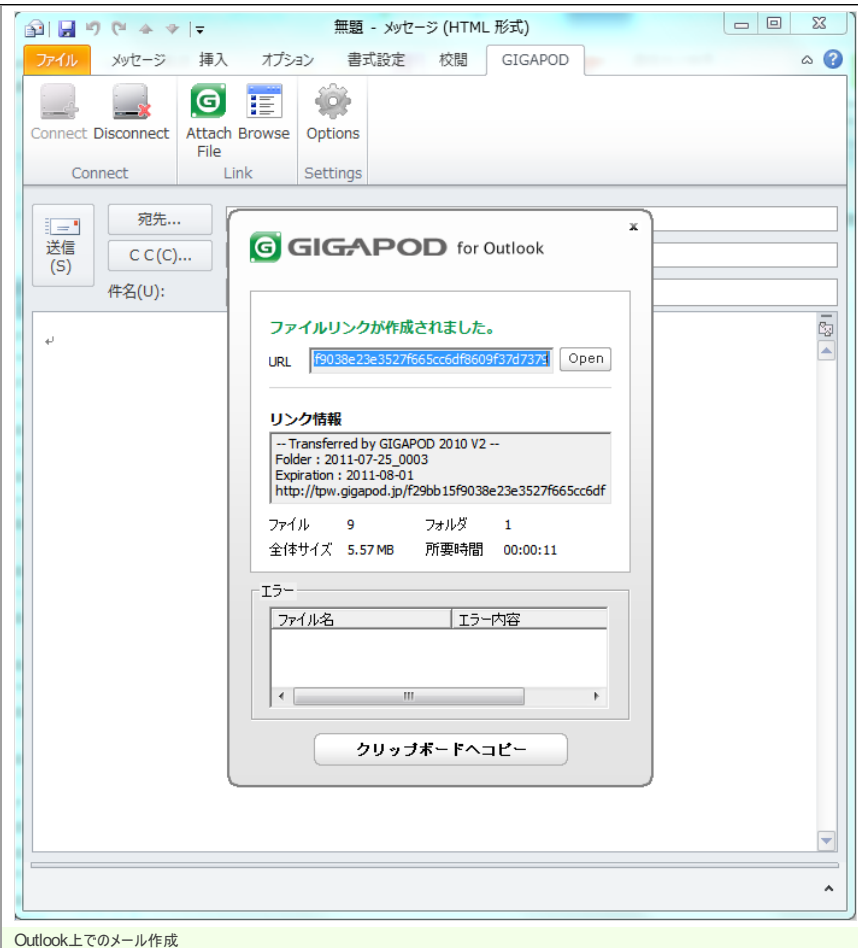 無題 - メッセージ (HTML 形式)
ファイル メッセージ 挿入 オプション 書式設定 校閲 GIGAPOD
Connect Disconnect Attach File Browse Options
Connect Link Settings
送信(S)
宛先...
C C(C)...
件名(U):
GIGAPOD for Outlook
ファイルリンクが作成されました。
URL f9038e23e3527f665cc6df8609f37d7379 Open
リンク情報
-- Transferred by GIGAPOD 2010 V2 --
Folder : 2011-07-25_0003
Expiration : 2011-08-01
http://tpw.gigapod.jp/f29bb15f9038e23e3527f665cc6df
ファイル 9 フォルダ 1
全体サイズ 5.57 MB 所要時間 00:00:11
エラー
ファイル名 エラー内容
クリップボードへコピー
Outlook上でのメール作成